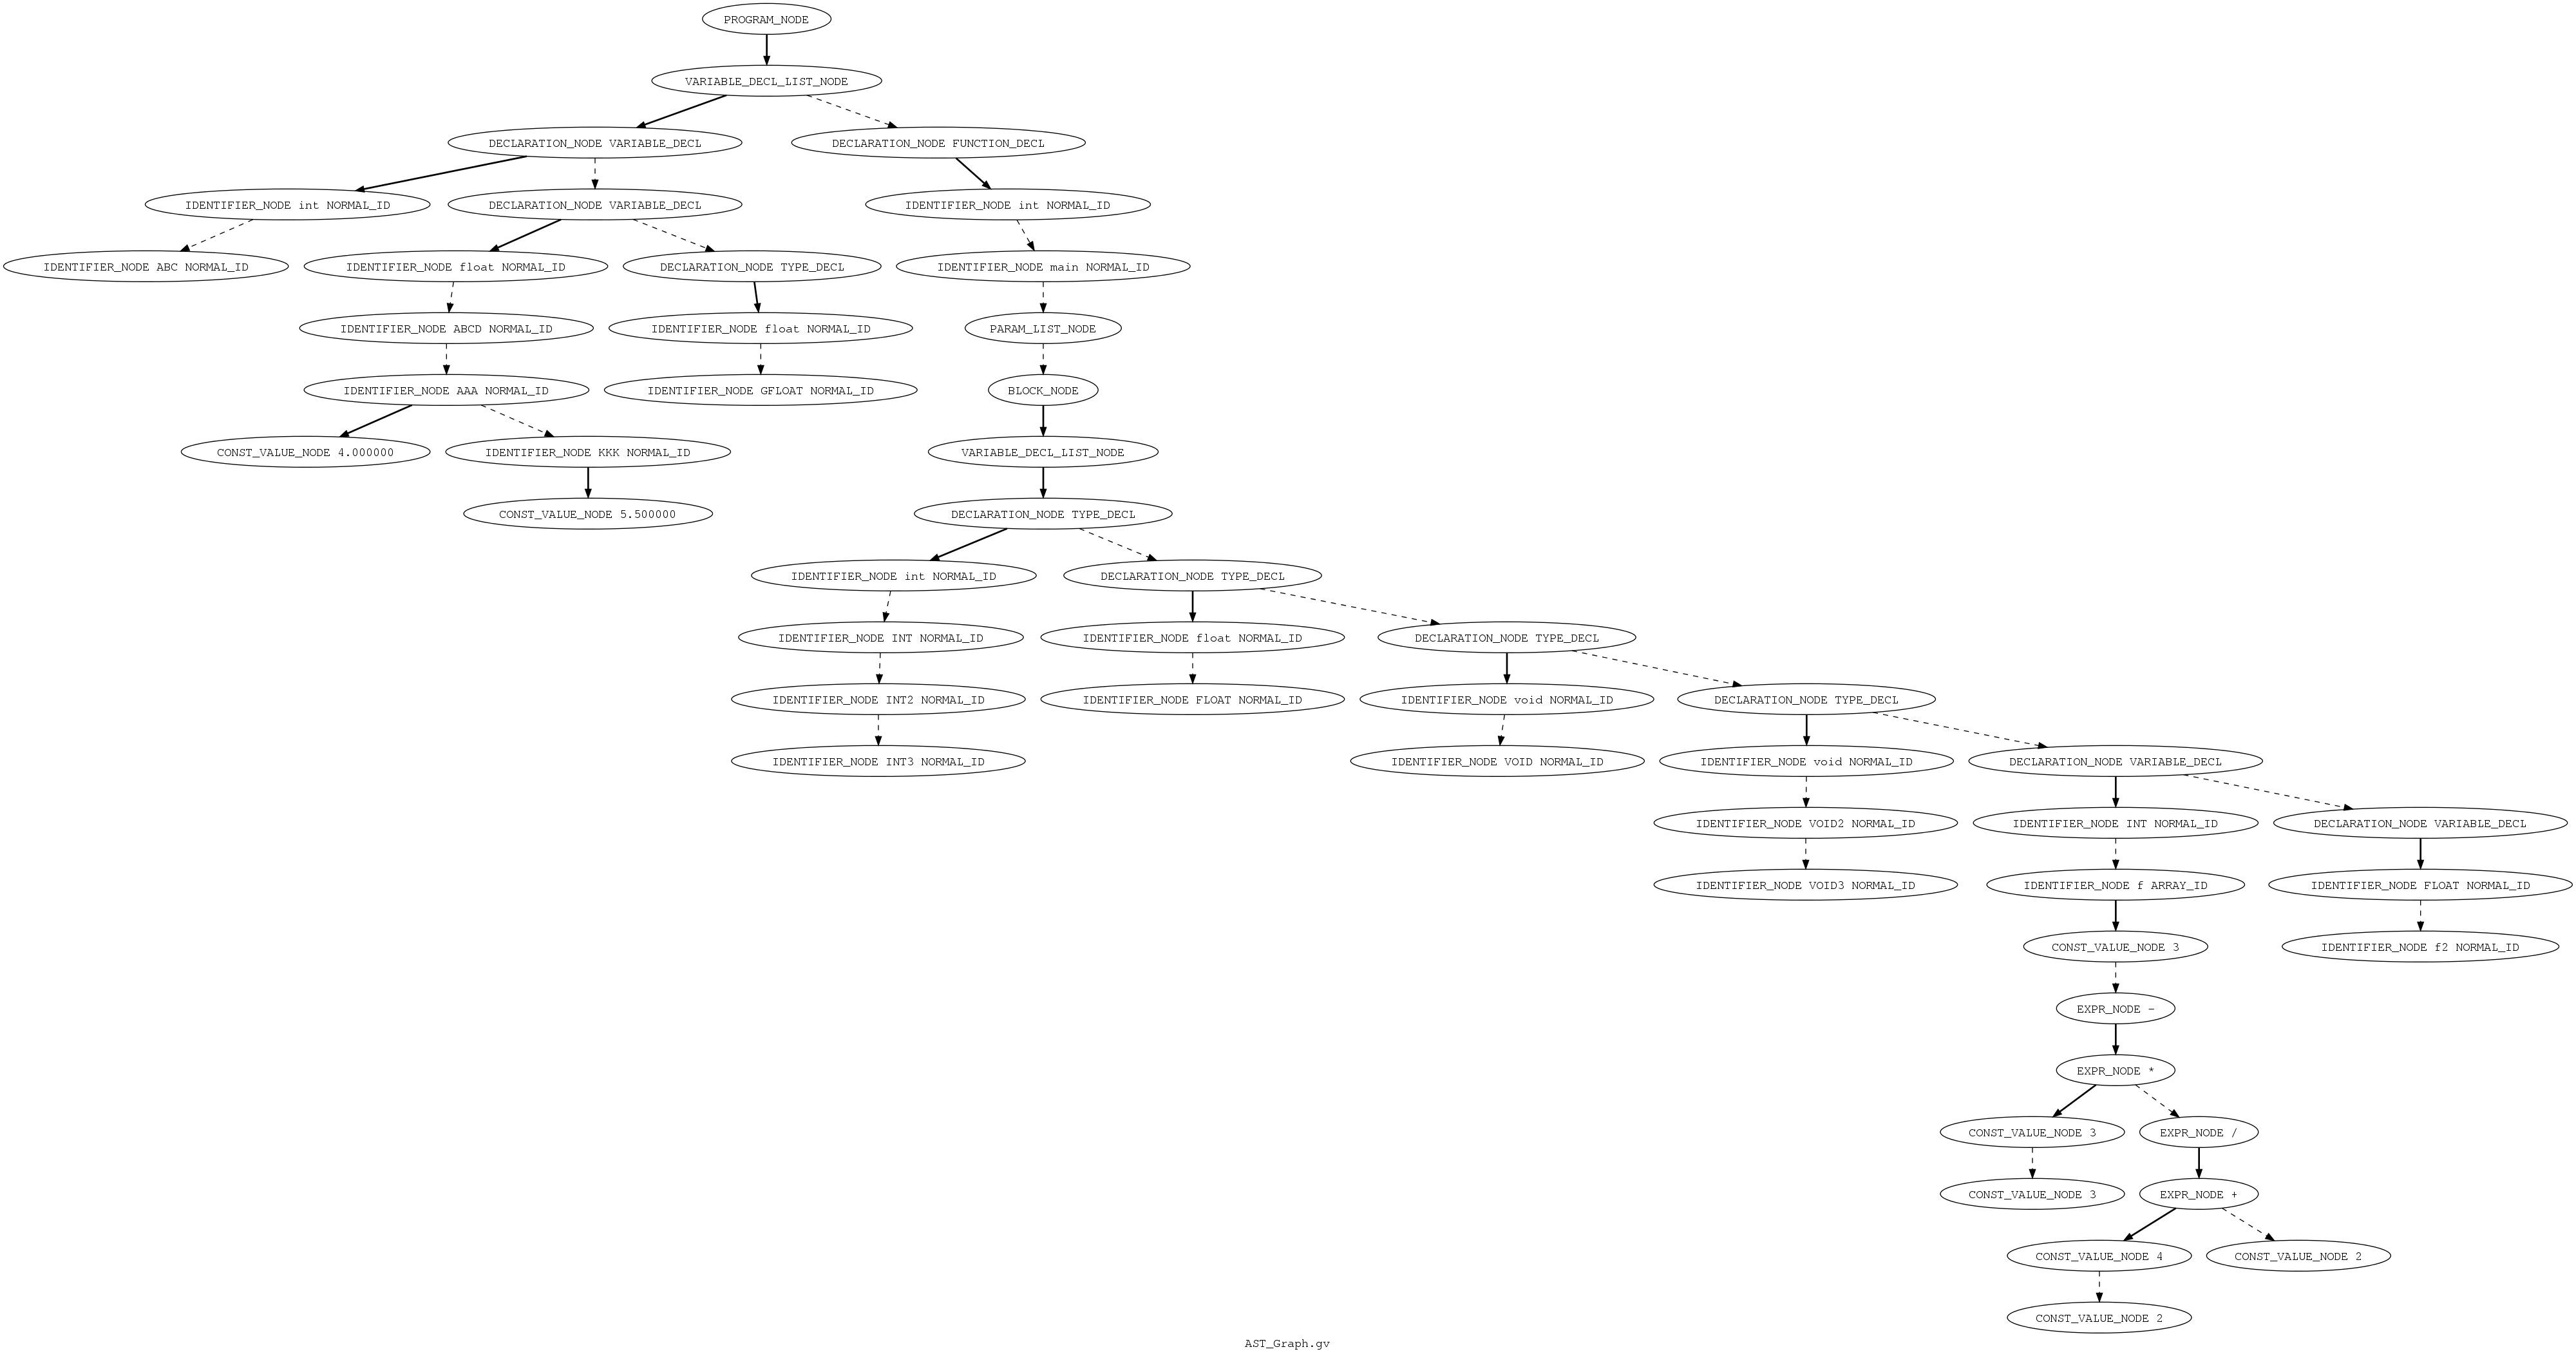 PROGRAM_NODE
VARIABLE_DECL_LIST_NODE
DECLARATION_NODE VARIABLE_DECL
DECLARATION_NODE FUNCTION_DECL
IDENTIFIER_NODE int NORMAL_ID
DECLARATION_NODE VARIABLE_DECL
IDENTIFIER_NODE int NORMAL_ID
IDENTIFIER_NODE ABC NORMAL_ID
IDENTIFIER_NODE float NORMAL_ID
DECLARATION_NODE TYPE_DECL
IDENTIFIER_NODE main NORMAL_ID
IDENTIFIER_NODE ABCD NORMAL_ID
IDENTIFIER_NODE float NORMAL_ID
PARAM_LIST_NODE
IDENTIFIER_NODE AAA NORMAL_ID
IDENTIFIER_NODE GFLOAT NORMAL_ID
BLOCK_NODE
CONST_VALUE_NODE 4.000000
IDENTIFIER_NODE KKK NORMAL_ID
VARIABLE_DECL_LIST_NODE
CONST_VALUE_NODE 5.500000
DECLARATION_NODE TYPE_DECL
IDENTIFIER_NODE int NORMAL_ID
DECLARATION_NODE TYPE_DECL
IDENTIFIER_NODE INT NORMAL_ID
IDENTIFIER_NODE float NORMAL_ID
DECLARATION_NODE TYPE_DECL
IDENTIFIER_NODE INT2 NORMAL_ID
IDENTIFIER_NODE FLOAT NORMAL_ID
IDENTIFIER_NODE void NORMAL_ID
DECLARATION_NODE TYPE_DECL
IDENTIFIER_NODE INT3 NORMAL_ID
IDENTIFIER_NODE VOID NORMAL_ID
IDENTIFIER_NODE void NORMAL_ID
DECLARATION_NODE VARIABLE_DECL
IDENTIFIER_NODE VOID2 NORMAL_ID
IDENTIFIER_NODE INT NORMAL_ID
DECLARATION_NODE VARIABLE_DECL
IDENTIFIER_NODE VOID3 NORMAL_ID
IDENTIFIER_NODE f ARRAY_ID
IDENTIFIER_NODE FLOAT NORMAL_ID
CONST_VALUE_NODE 3
IDENTIFIER_NODE f2 NORMAL_ID
EXPR_NODE -
EXPR_NODE *
CONST_VALUE_NODE 3
EXPR_NODE /
CONST_VALUE_NODE 3
EXPR_NODE +
CONST_VALUE_NODE 4
CONST_VALUE_NODE 2
CONST_VALUE_NODE 2
AST_Graph.gv